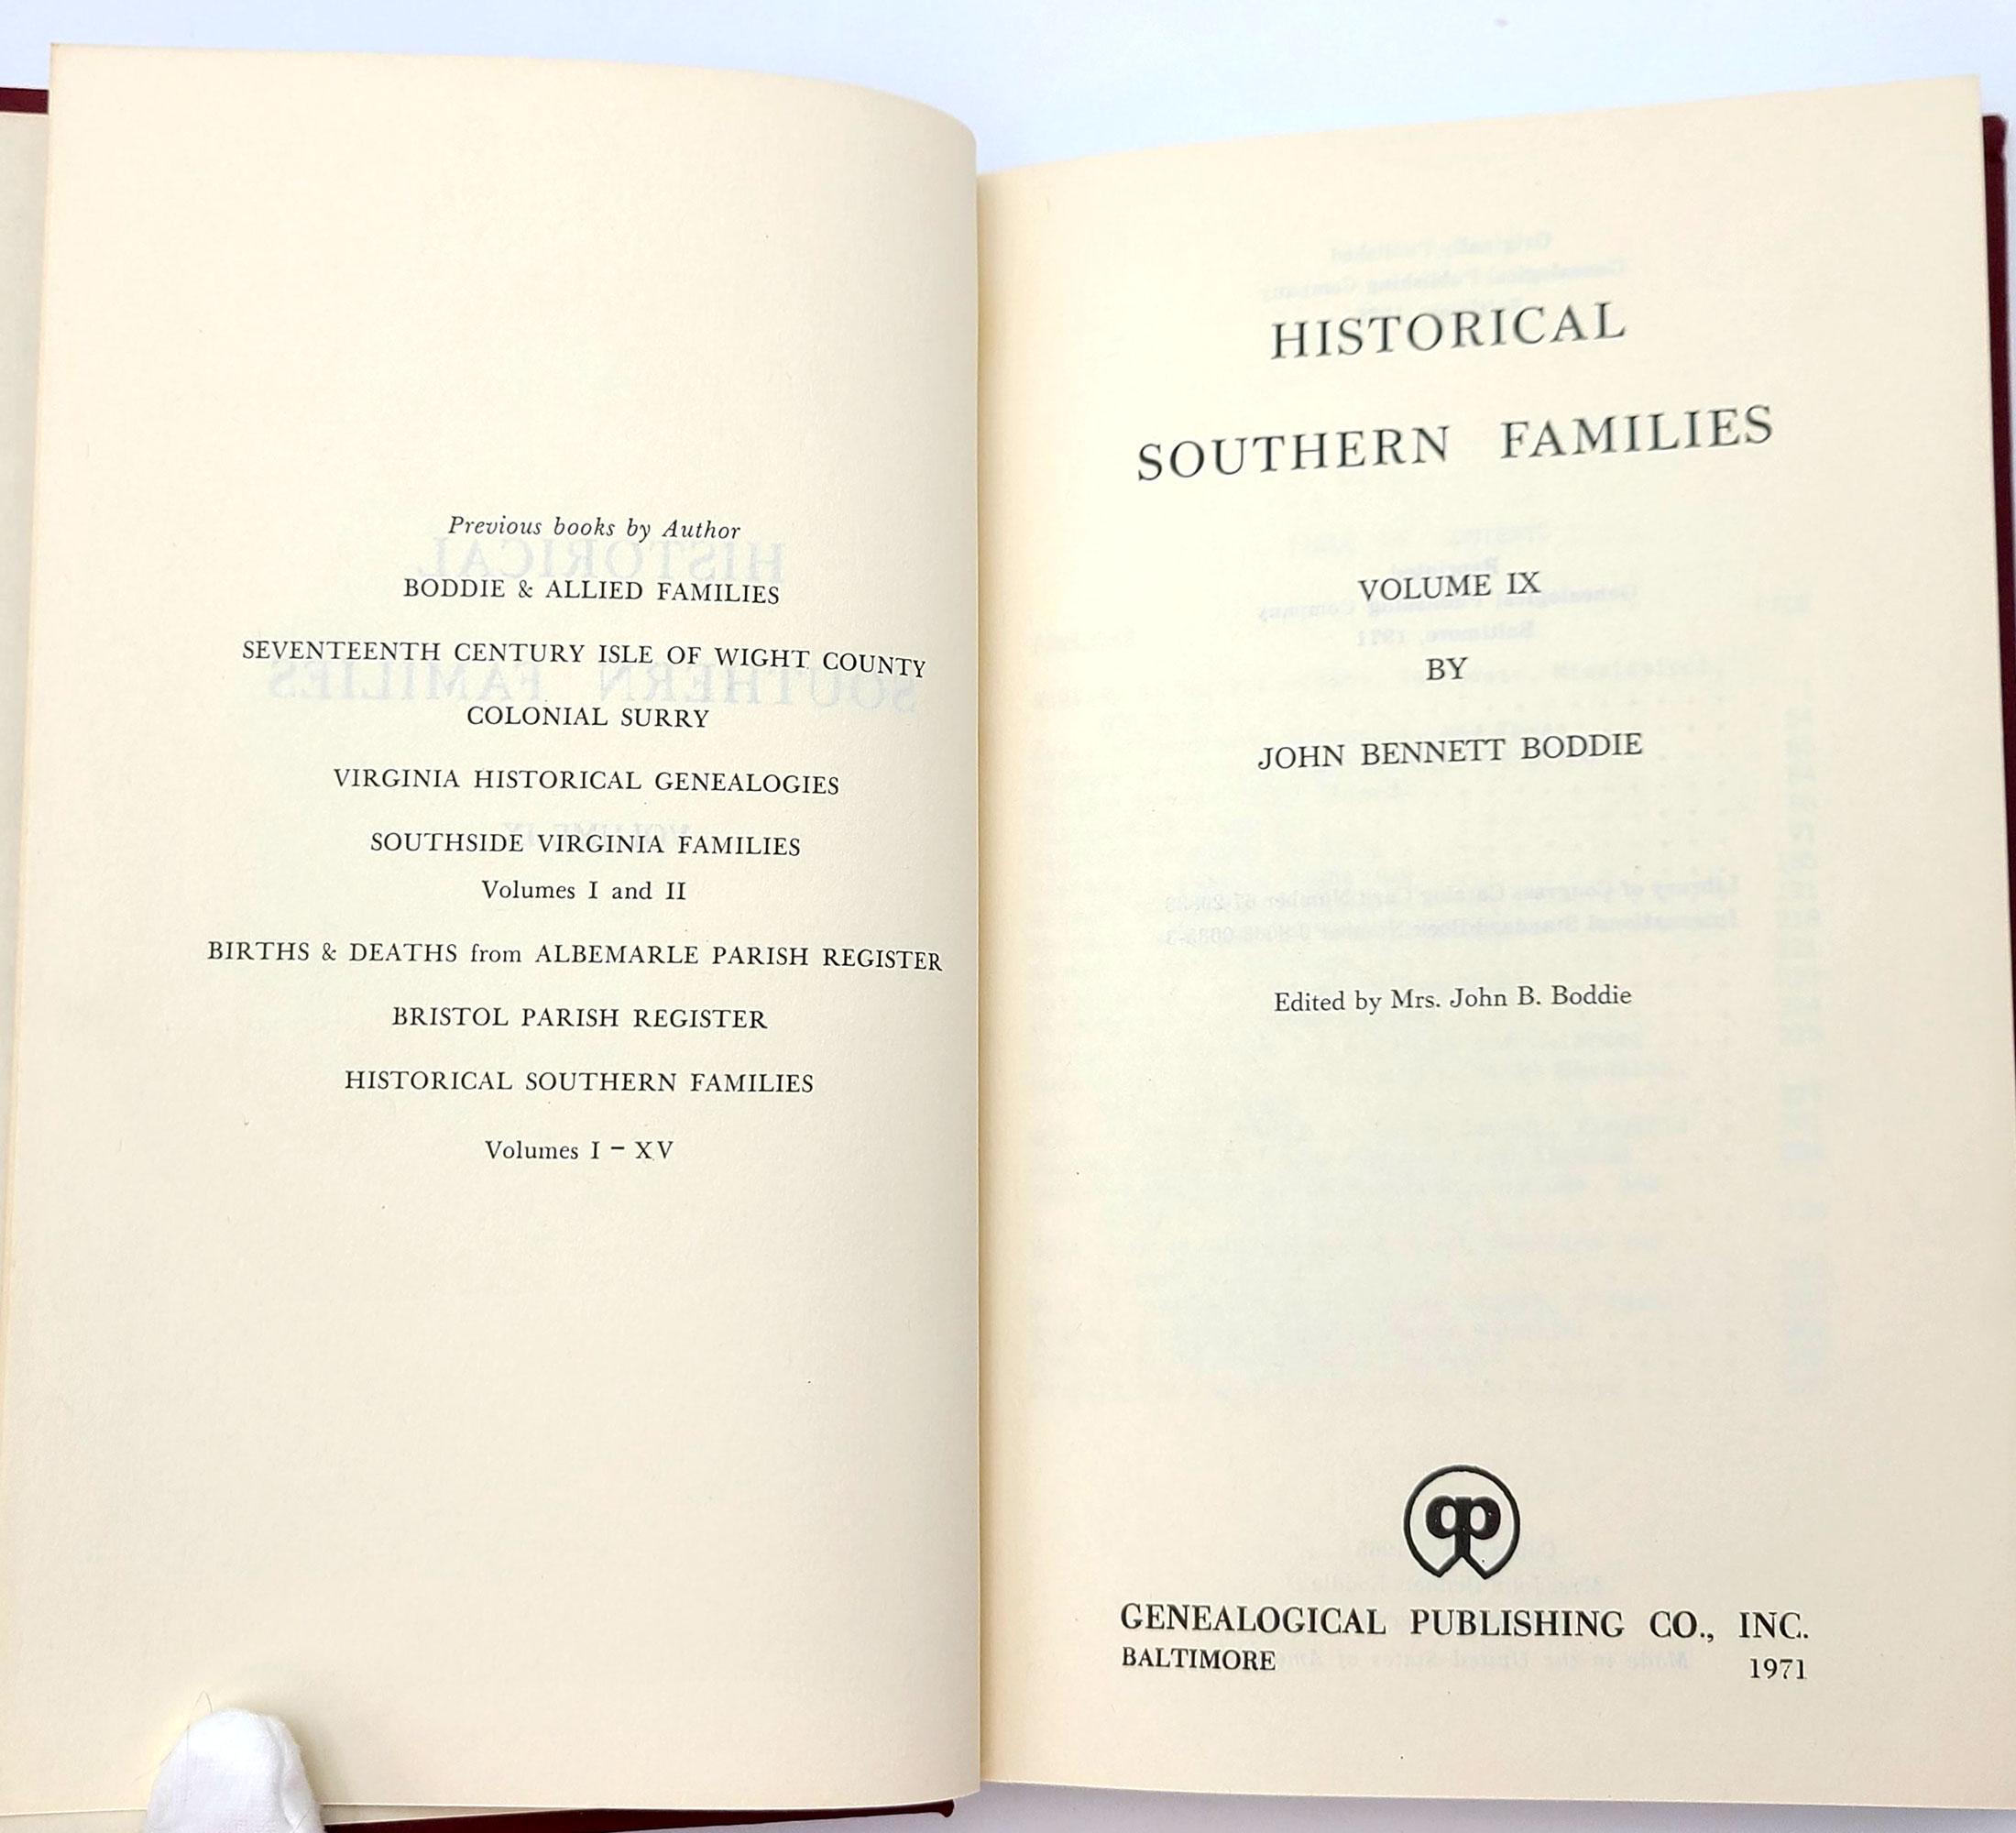 Previous books by Author
BODDIE & ALLIED FAMILIES
SEVENTEENTH CENTURY ISLE OF WIGHT COUNTY
COLONIAL SURRY
VIRGINIA HISTORICAL GENEALOGIES
SOUTHSIDE VIRGINIA FAMILIES
Volumes I and II
BIRTHS & DEATHS from ALBEMARLE PARISH REGISTER
BRISTOL PARISH REGISTER
HISTORICAL SOUTHERN FAMILIES
Volumes I – XV
HISTORICAL
SOUTHERN FAMILIES
VOLUME IX
BY
JOHN BENNETT BODDIE
Edited by Mrs. John B. Boddie
GENEALOGICAL PUBLISHING CO., INC.
BALTIMORE 1971